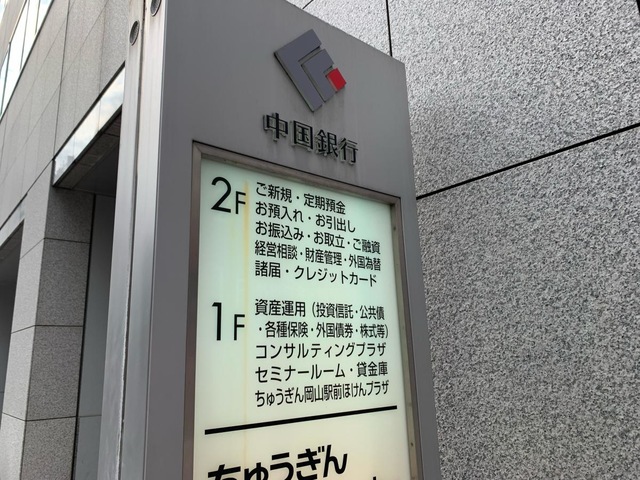 中国銀行
2F
ご新規・定期預金
お預入れ・お引出し
お振込み・お取立・ご融資
経営相談・財産管理・外国為替
諸届・クレジットカード
1F
資産運用（投資信託・公共債
・各種保険・外国債券・株式等）
コンサルティングプラザ
セミナールーム・貸金庫
ちゅうぎん岡山駅前ほけんプラザ
ちゅうぎん